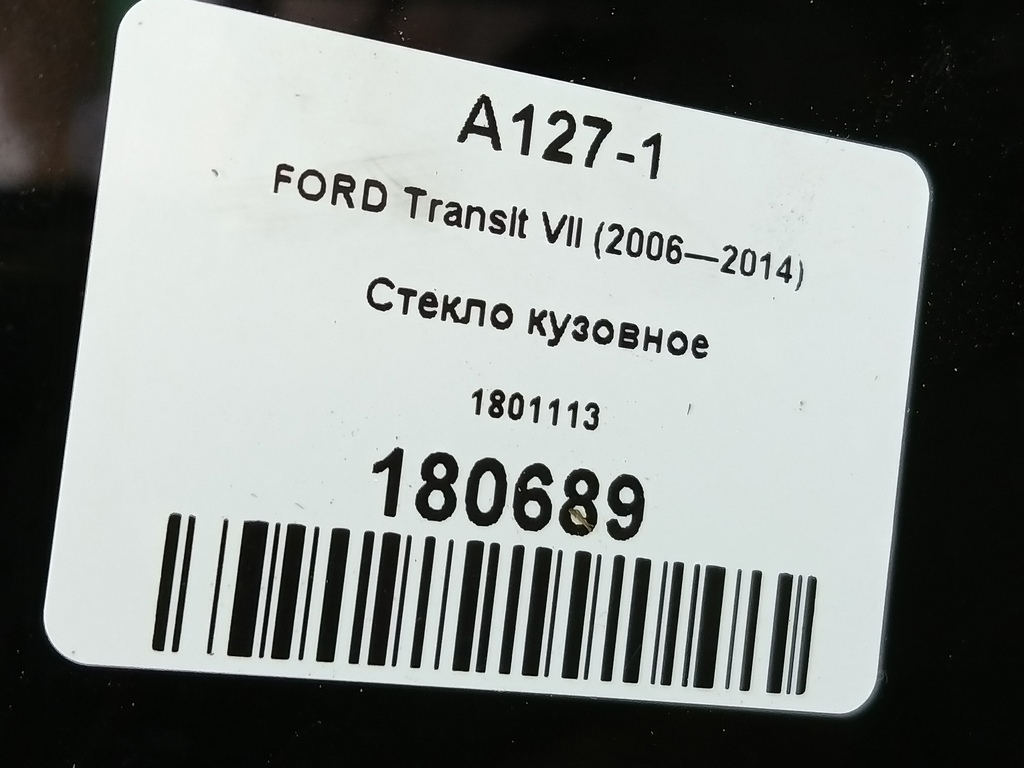 A127-1
FORD Transit VII (2006—2014)
Стекло кузовное
1801113
180689